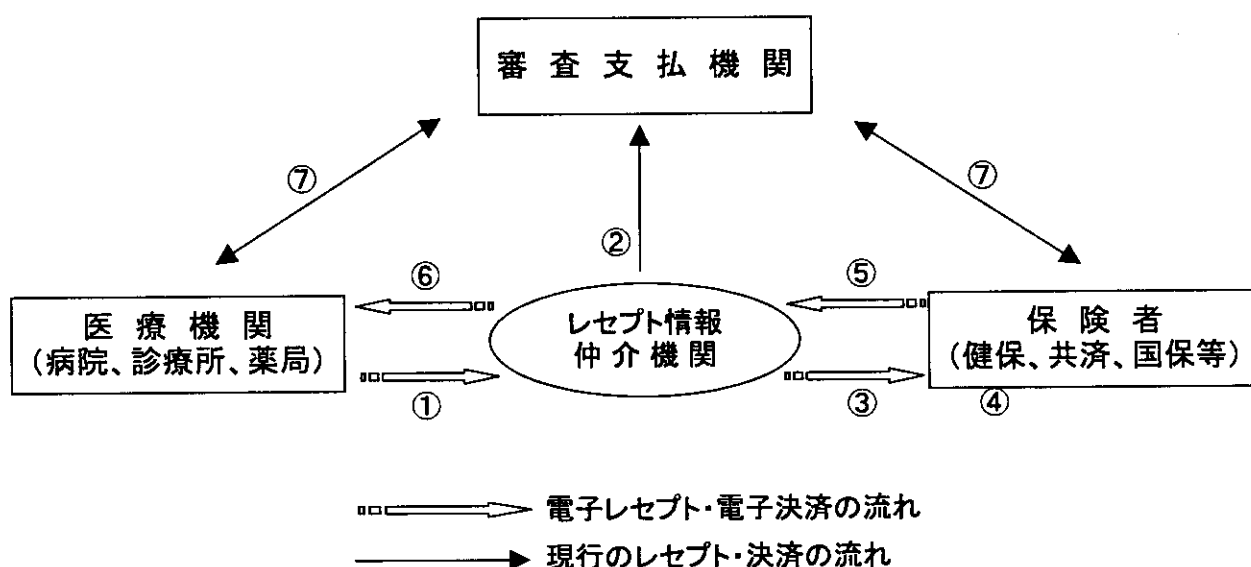 審査支払機関
⑦
⑦
②
⑥
⑤
医療機関
(病院、診療所、薬局)
レセプト情報
仲介機関
保険者
(健保、共済、国保等)
①
③
④
電子レセプト・電子決済の流れ
現行のレセプト・決済の流れ